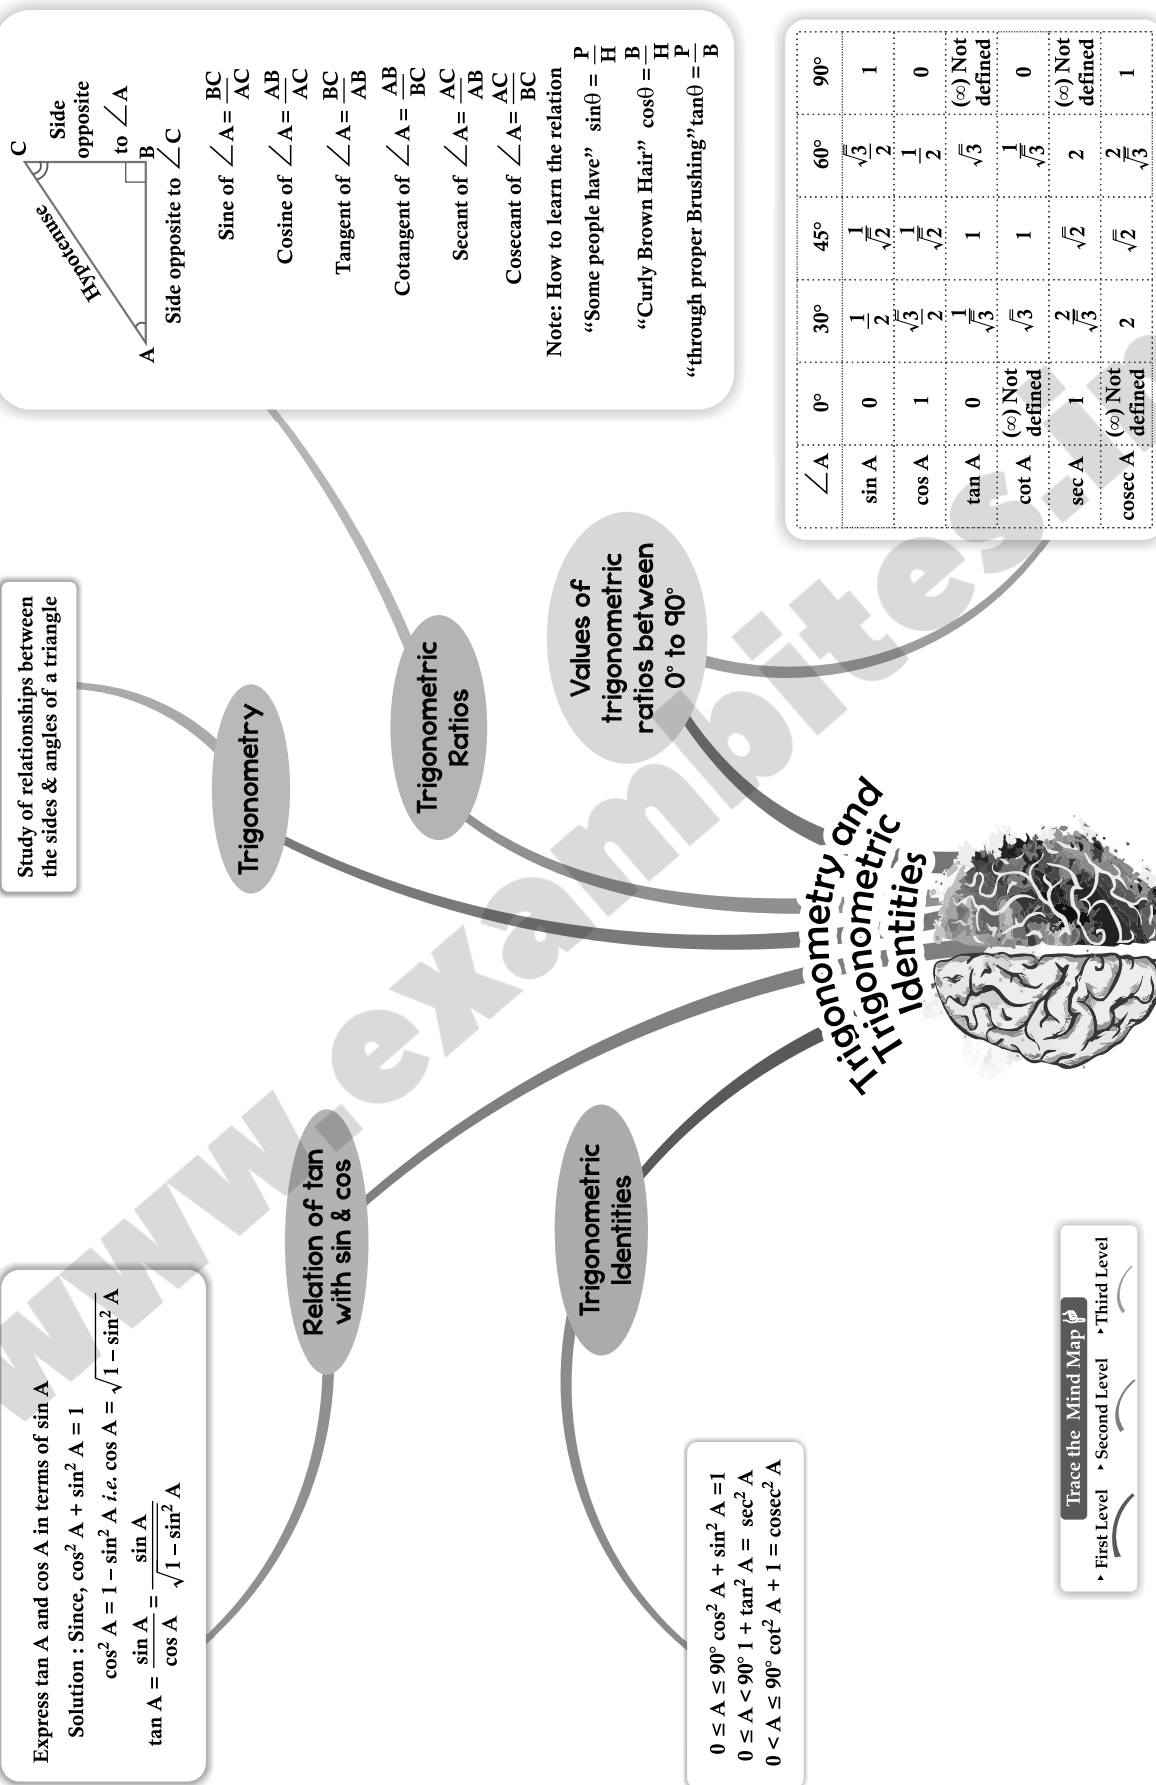 Express tan A and cos A in terms of sin A
Solution : Since, cos² A + sin² A = 1
cos² A = 1 – sin² A i.e. cos A = √(1 – sin² A)
tan A = sin A / cos A = sin A / √(1 – sin² A)
Relation of tan
with sin & cos
0 ≤ A ≤ 90° cos² A + sin² A =1
0 ≤ A < 90° 1 + tan² A = sec² A
0 < A ≤ 90° cot² A + 1 = cosec² A
Trigonometric
Identities
Study of relationships between
the sides & angles of a triangle
Trigonometry
Trigonometric
Ratios
Values of
trigonometric
ratios between
0° to 90°
Trigonometry and
Trigonometric
Identities
C
Hypotenuse
Side
opposite
to ∠A
A
B
Side opposite to ∠C
Sine of ∠A = BC/AC
Cosine of ∠A = AB/AC
Tangent of ∠A = BC/AB
Cotangent of ∠A = AB/BC
Secant of ∠A = AC/AB
Cosecant of ∠A = AC/BC
Note: How to learn the relation
“Some people have” sinθ = P/H
“Curly Brown Hair” cosθ = B/H
“through proper Brushing” tanθ = P/B
∠A 0° 30° 45° 60° 90°
sin A 0 1/2 1/√2 √3/2 1
cos A 1 √3/2 1/√2 1/2 0
tan A 0 1/√3 1 √3 (∞) Not defined
cot A (∞) Not defined √3 1 1/√3 0
sec A 1 2/√3 √2 2 (∞) Not defined
cosec A (∞) Not defined 2 √2 2/√3 1
Trace the Mind Map
▸ First Level ▸ Second Level ▸ Third Level
www.exambites.in